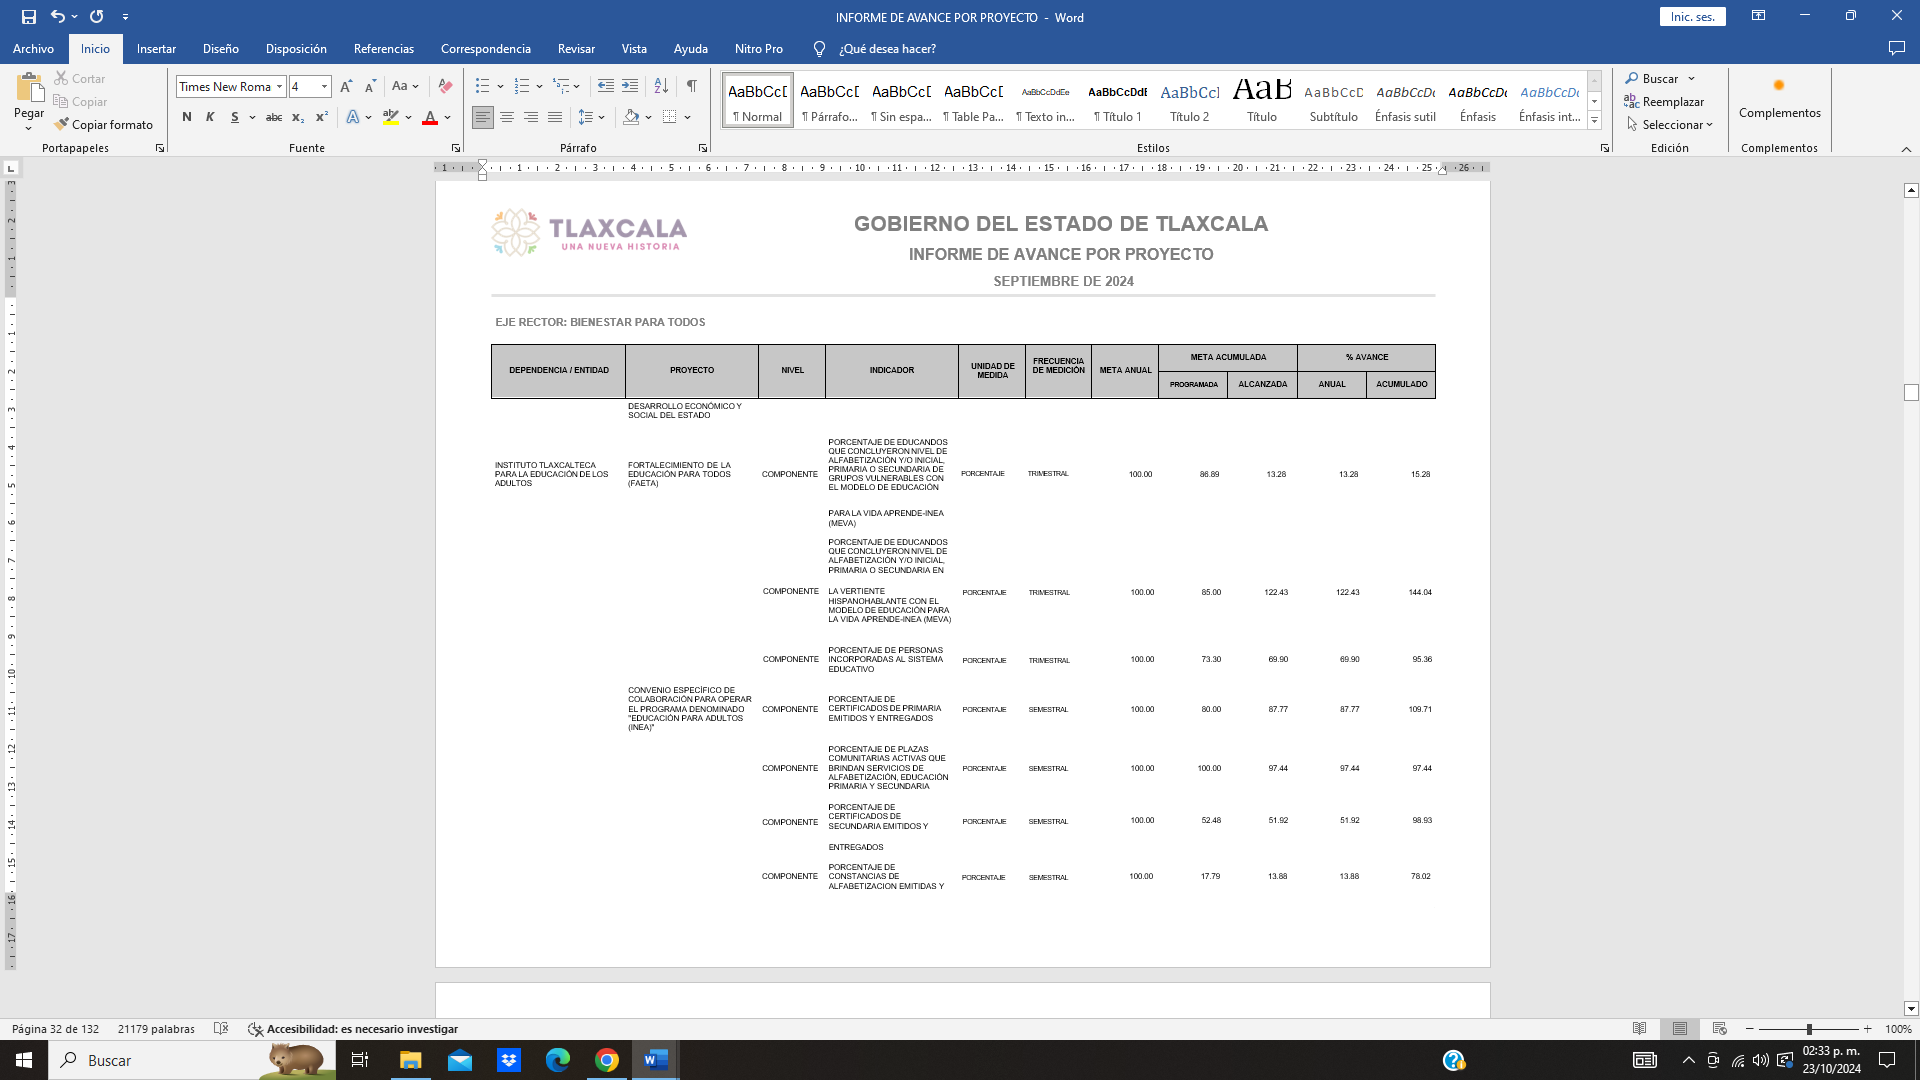 INFORME DE AVANCE POR PROYECTO - Word
Inic. ses.
Archivo Inicio Insertar Diseño Disposición Referencias Correspondencia Revisar Vista Ayuda Nitro Pro ¿Qué desea hacer?
Pegar
Cortar
Copiar
Copiar formato
Portapapeles
Times New Roma 4
N K S abc x₂ x²
Fuente
Párrafo
AaBbCcI AaBbCcI AaBbCcI AaBbCcI AaBbCcDdEe AaBbCcDdE AaBbCcI AaB AaBbCcD AaBbCcDc AaBbCcDc AaBbCcDc
¶ Normal ¶ Párrafo... ¶ Sin espa... ¶ Table Pa... ¶ Texto in... ¶ Título 1 Título 2 Título Subtítulo Énfasis sutil Énfasis Énfasis int...
Estilos
Buscar
Reemplazar
Seleccionar
Edición
Complementos
Complementos
TLAXCALA
UNA NUEVA HISTORIA
GOBIERNO DEL ESTADO DE TLAXCALA
INFORME DE AVANCE POR PROYECTO
SEPTIEMBRE DE 2024
EJE RECTOR: BIENESTAR PARA TODOS
DEPENDENCIA / ENTIDAD PROYECTO NIVEL INDICADOR UNIDAD DE MEDIDA FRECUENCIA DE MEDICIÓN META ANUAL META ACUMULADA % AVANCE
PROGRAMADA ALCANZADA ANUAL ACUMULADO
DESARROLLO ECONÓMICO Y
SOCIAL DEL ESTADO
INSTITUTO TLAXCALTECA
PARA LA EDUCACIÓN DE LOS
ADULTOS
FORTALECIMIENTO DE LA
EDUCACIÓN PARA TODOS
(FAETA)
COMPONENTE
PORCENTAJE DE EDUCANDOS
QUE CONCLUYERON NIVEL DE
ALFABETIZACIÓN Y/O INICIAL,
PRIMARIA O SECUNDARIA DE
GRUPOS VULNERABLES CON
EL MODELO DE EDUCACIÓN
PORCENTAJE TRIMESTRAL 100.00 86.89 13.28 13.28 15.28
PARA LA VIDA APRENDE-INEA
(MEVA)
PORCENTAJE DE EDUCANDOS
QUE CONCLUYERON NIVEL DE
ALFABETIZACIÓN Y/O INICIAL,
PRIMARIA O SECUNDARIA EN
COMPONENTE
LA VERTIENTE
HISPANOHABLANTE CON EL
MODELO DE EDUCACIÓN PARA
LA VIDA APRENDE-INEA (MEVA)
PORCENTAJE TRIMESTRAL 100.00 85.00 122.43 122.43 144.04
COMPONENTE
PORCENTAJE DE PERSONAS
INCORPORADAS AL SISTEMA
EDUCATIVO
PORCENTAJE TRIMESTRAL 100.00 73.30 69.90 69.90 95.36
CONVENIO ESPECÍFICO DE
COLABORACIÓN PARA OPERAR
EL PROGRAMA DENOMINADO
"EDUCACIÓN PARA ADULTOS
(INEA)"
COMPONENTE
PORCENTAJE DE
CERTIFICADOS DE PRIMARIA
EMITIDOS Y ENTREGADOS
PORCENTAJE SEMESTRAL 100.00 80.00 87.77 87.77 109.71
COMPONENTE
PORCENTAJE DE PLAZAS
COMUNITARIAS ACTIVAS QUE
BRINDAN SERVICIOS DE
ALFABETIZACIÓN, EDUCACIÓN
PRIMARIA Y SECUNDARIA
PORCENTAJE SEMESTRAL 100.00 100.00 97.44 97.44 97.44
COMPONENTE
PORCENTAJE DE
CERTIFICADOS DE
SECUNDARIA EMITIDOS Y
PORCENTAJE SEMESTRAL 100.00 52.48 51.92 51.92 98.93
ENTREGADOS
COMPONENTE
PORCENTAJE DE
CONSTANCIAS DE
ALFABETIZACION EMITIDAS Y
PORCENTAJE SEMESTRAL 100.00 17.79 13.88 13.88 78.02
Página 32 de 132 21179 palabras Accesibilidad: es necesario investigar 100%
Buscar
02:33 p. m.
23/10/2024